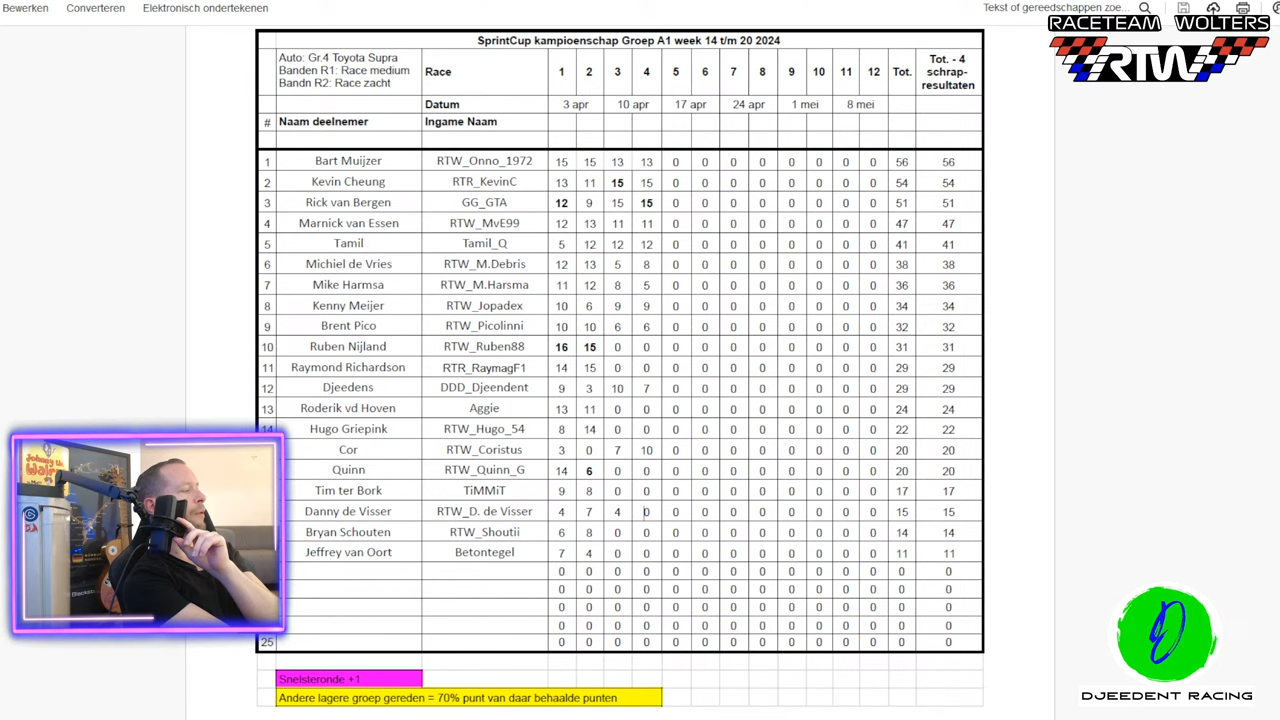 Bewerken Converteren Elektronisch ondertekenen Tekst of gereedschappen zoe...
RACETEAM WOLTERS
RTW
SprintCup kampioenschap Groep A1 week 14 t/m 20 2024
Auto: Gr.4 Toyota Supra
Banden R1: Race medium
Bandn R2: Race zacht
Race 1 2 3 4 5 6 7 8 9 10 11 12 Tot. Tot. - 4 schrap- resultaten
Datum 3 apr 10 apr 17 apr 24 apr 1 mei 8 mei
# Naam deelnemer Ingame Naam
1 Bart Muijzer RTW_Onno_1972 15 15 13 13 0 0 0 0 0 0 0 0 56 56
2 Kevin Cheung RTR_KevinC 13 11 15 15 0 0 0 0 0 0 0 0 54 54
3 Rick van Bergen GG_GTA 12 9 15 15 0 0 0 0 0 0 0 0 51 51
4 Marnick van Essen RTW_MvE99 12 13 11 11 0 0 0 0 0 0 0 0 47 47
5 Tamil Tamil_Q 5 12 12 12 0 0 0 0 0 0 0 0 41 41
6 Michiel de Vries RTW_M.Debris 12 13 5 8 0 0 0 0 0 0 0 0 38 38
7 Mike Harmsa RTW_M.Harsma 11 12 8 5 0 0 0 0 0 0 0 0 36 36
8 Kenny Meijer RTW_Jopadex 10 6 9 9 0 0 0 0 0 0 0 0 34 34
9 Brent Pico RTW_Picolinni 10 10 6 6 0 0 0 0 0 0 0 0 32 32
10 Ruben Nijland RTW_Ruben88 16 15 0 0 0 0 0 0 0 0 0 0 31 31
11 Raymond Richardson RTR_RaymagF1 14 15 0 0 0 0 0 0 0 0 0 0 29 29
12 Djeedens DDD_Djeendent 9 3 10 7 0 0 0 0 0 0 0 0 29 29
13 Roderik vd Hoven Aggie 13 11 0 0 0 0 0 0 0 0 0 0 24 24
14 Hugo Griepink RTW_Hugo_54 8 14 0 0 0 0 0 0 0 0 0 0 22 22
Cor RTW_Coristus 3 0 7 10 0 0 0 0 0 0 0 0 20 20
Quinn RTW_Quinn_G 14 6 0 0 0 0 0 0 0 0 0 0 20 20
Tim ter Bork TiMMiT 9 8 0 0 0 0 0 0 0 0 0 0 17 17
Danny de Visser RTW_D. de Visser 4 7 4 0 0 0 0 0 0 0 0 0 15 15
Bryan Schouten RTW_Shoutii 6 8 0 0 0 0 0 0 0 0 0 0 14 14
Jeffrey van Oort Betontegel 7 4 0 0 0 0 0 0 0 0 0 0 11 11
0 0 0 0 0 0 0 0 0 0 0 0 0 0
0 0 0 0 0 0 0 0 0 0 0 0 0 0
0 0 0 0 0 0 0 0 0 0 0 0 0 0
0 0 0 0 0 0 0 0 0 0 0 0 0 0
25 0 0 0 0 0 0 0 0 0 0 0 0 0 0
Snelsteronde +1
Andere lagere groep gereden = 70% punt van daar behaalde punten
DJEEDENT RACING